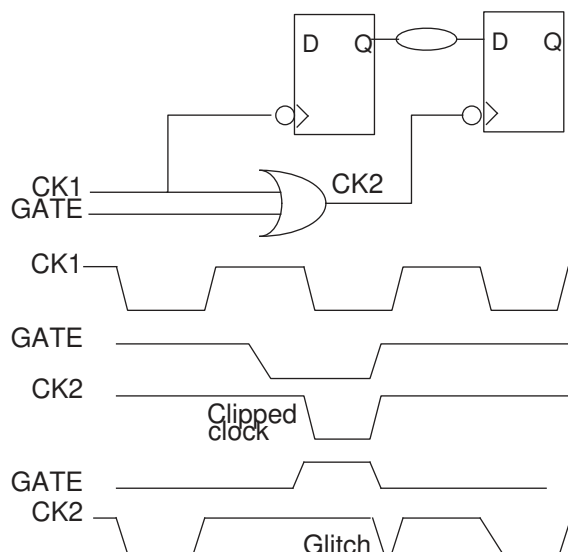 D Q
D Q
CK1
GATE
CK2
CK1
GATE
CK2
Clipped
clock
GATE
CK2
Glitch